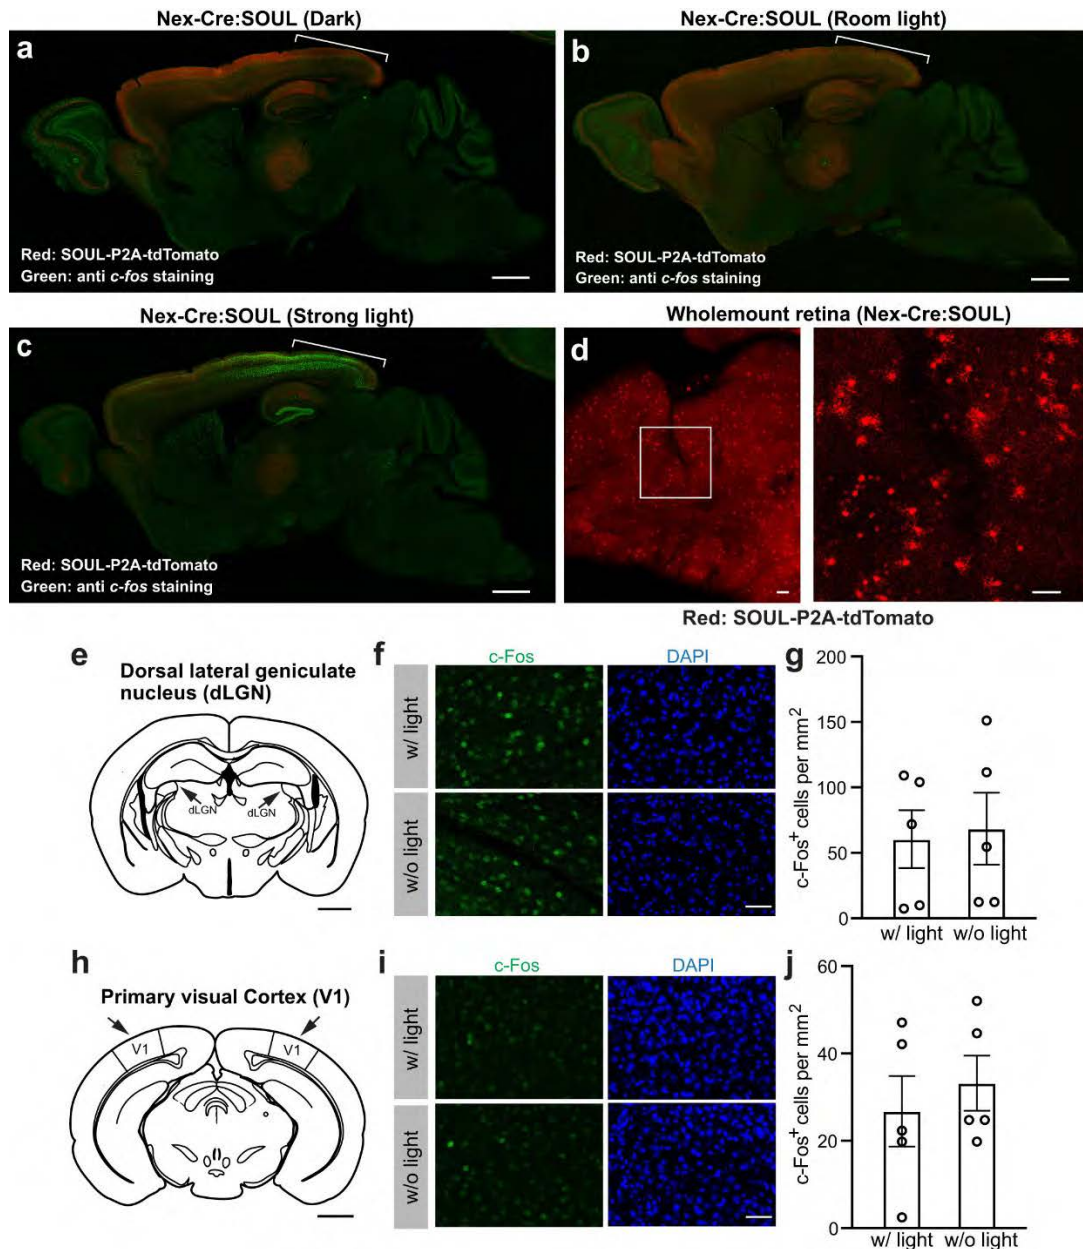 Nex-Cre:SOUL (Dark)
a
Red: SOUL-P2A-tdTomato
Green: anti c-fos staining
Nex-Cre:SOUL (Room light)
b
Red: SOUL-P2A-tdTomato
Green: anti c-fos staining
Nex-Cre:SOUL (Strong light)
c
Red: SOUL-P2A-tdTomato
Green: anti c-fos staining
Wholemount retina (Nex-Cre:SOUL)
d
Red: SOUL-P2A-tdTomato
e
Dorsal lateral geniculate
nucleus (dLGN)
dLGN
dLGN
f
c-Fos
DAPI
w/ light
w/o light
g
c-Fos+ cells per mm2
200
150
100
50
0
w/ light
w/o light
h
Primary visual Cortex (V1)
V1
V1
i
c-Fos
DAPI
w/ light
w/o light
j
c-Fos+ cells per mm2
60
40
20
0
w/ light
w/o light